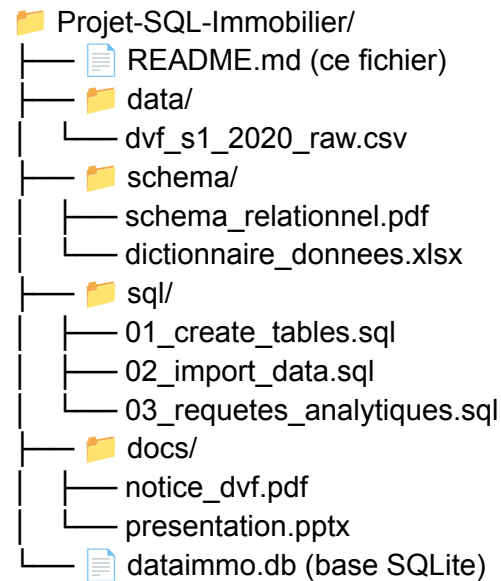 📁 Projet-SQL-Immobilier/
├── 📄 README.md (ce fichier)
├── 📁 data/
│   └── dvf_s1_2020_raw.csv
├── 📁 schema/
│   ├── schema_relationnel.pdf
│   └── dictionnaire_donnees.xlsx
├── 📁 sql/
│   ├── 01_create_tables.sql
│   ├── 02_import_data.sql
│   └── 03_requetes_analytiques.sql
├── 📁 docs/
│   ├── notice_dvf.pdf
│   └── presentation.pptx
└── 📄 dataimmo.db (base SQLite)